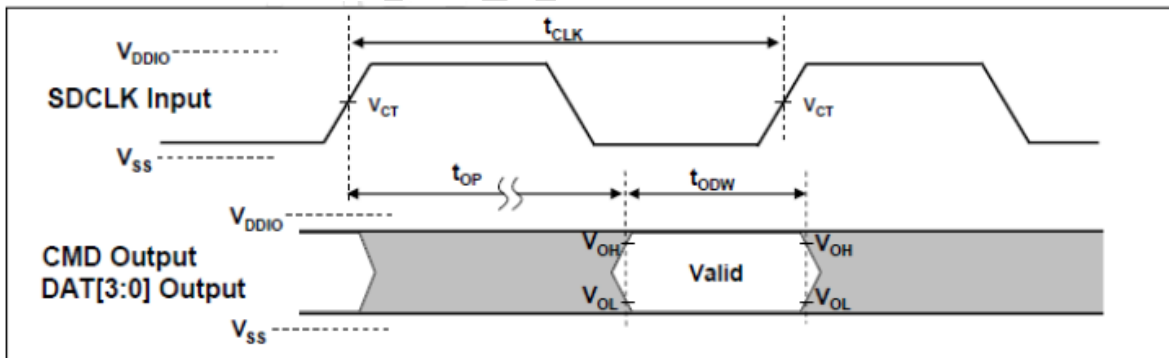 t_CLK
V_DDIO
SDCLK Input
V_CT
V_CT
V_SS
t_OP
t_ODW
V_DDIO
CMD Output
DAT[3:0] Output
V_OH
V_OH
Valid
V_OL
V_OL
V_SS